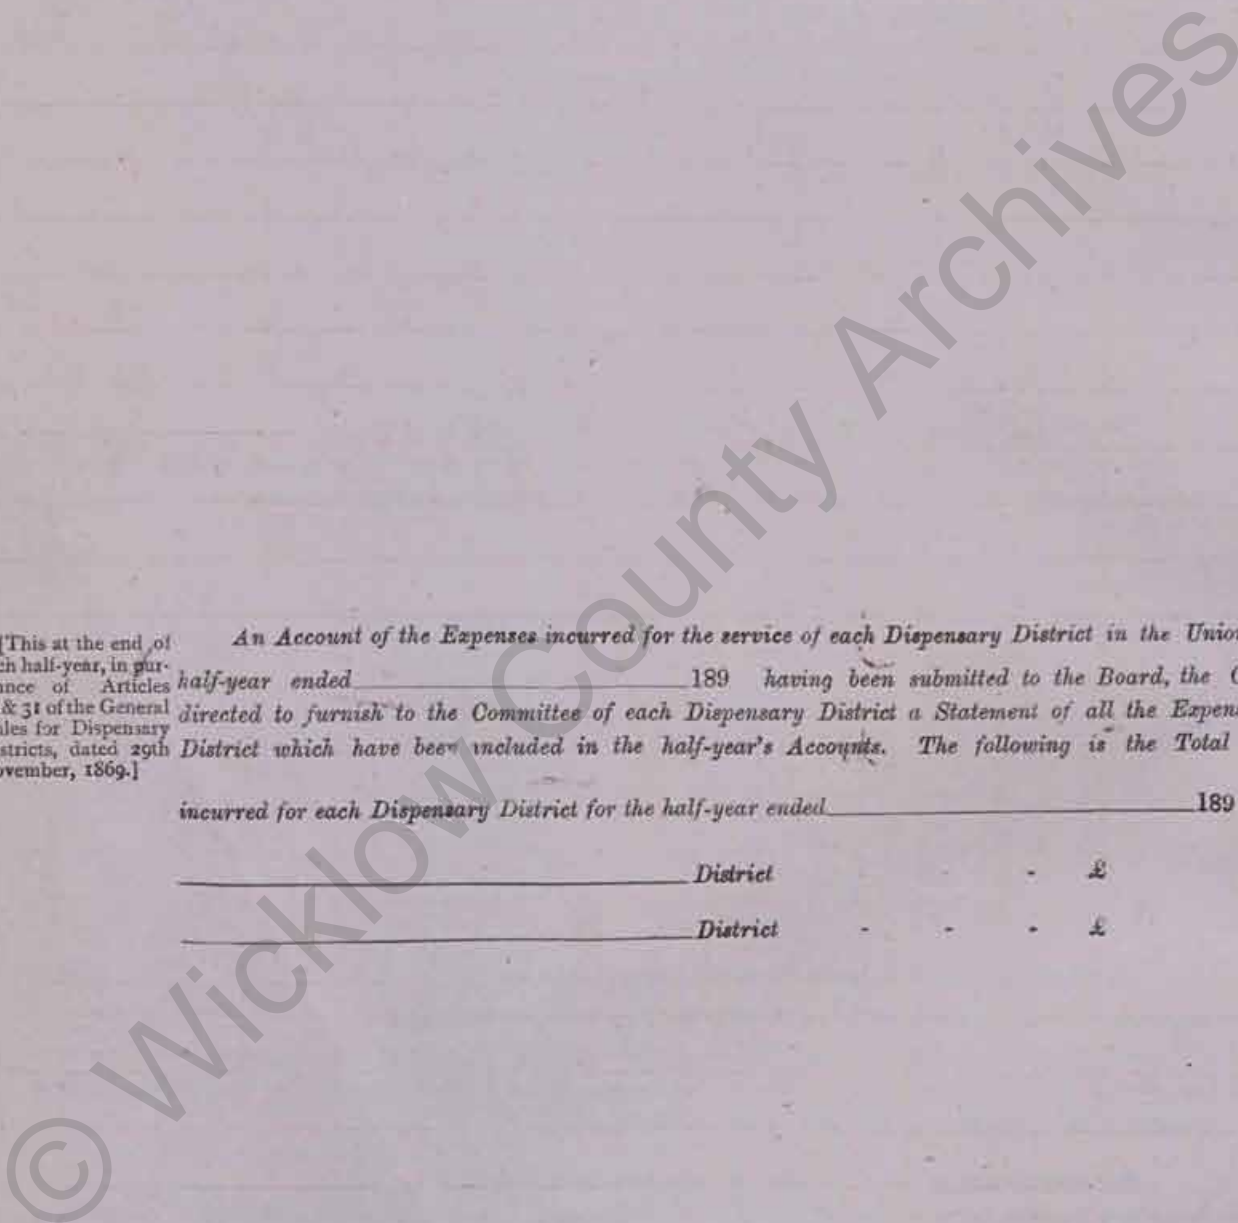 [This at the end of
ch half-year, in pur-
ance of Articles
& 31 of the General
les for Dispensary
stricts, dated 29th
vember, 1869.]
An Account of the Expenses incurred for the service of each Dispensary District in the Union
half-year ended 189 having been submitted to the Board, the C
directed to furnish to the Committee of each Dispensary District a Statement of all the Expen
District which have been included in the half-year's Accounts. The following is the Total
incurred for each Dispensary District for the half-year ended 189
District - £
District - - - £
© Wicklow County Archives